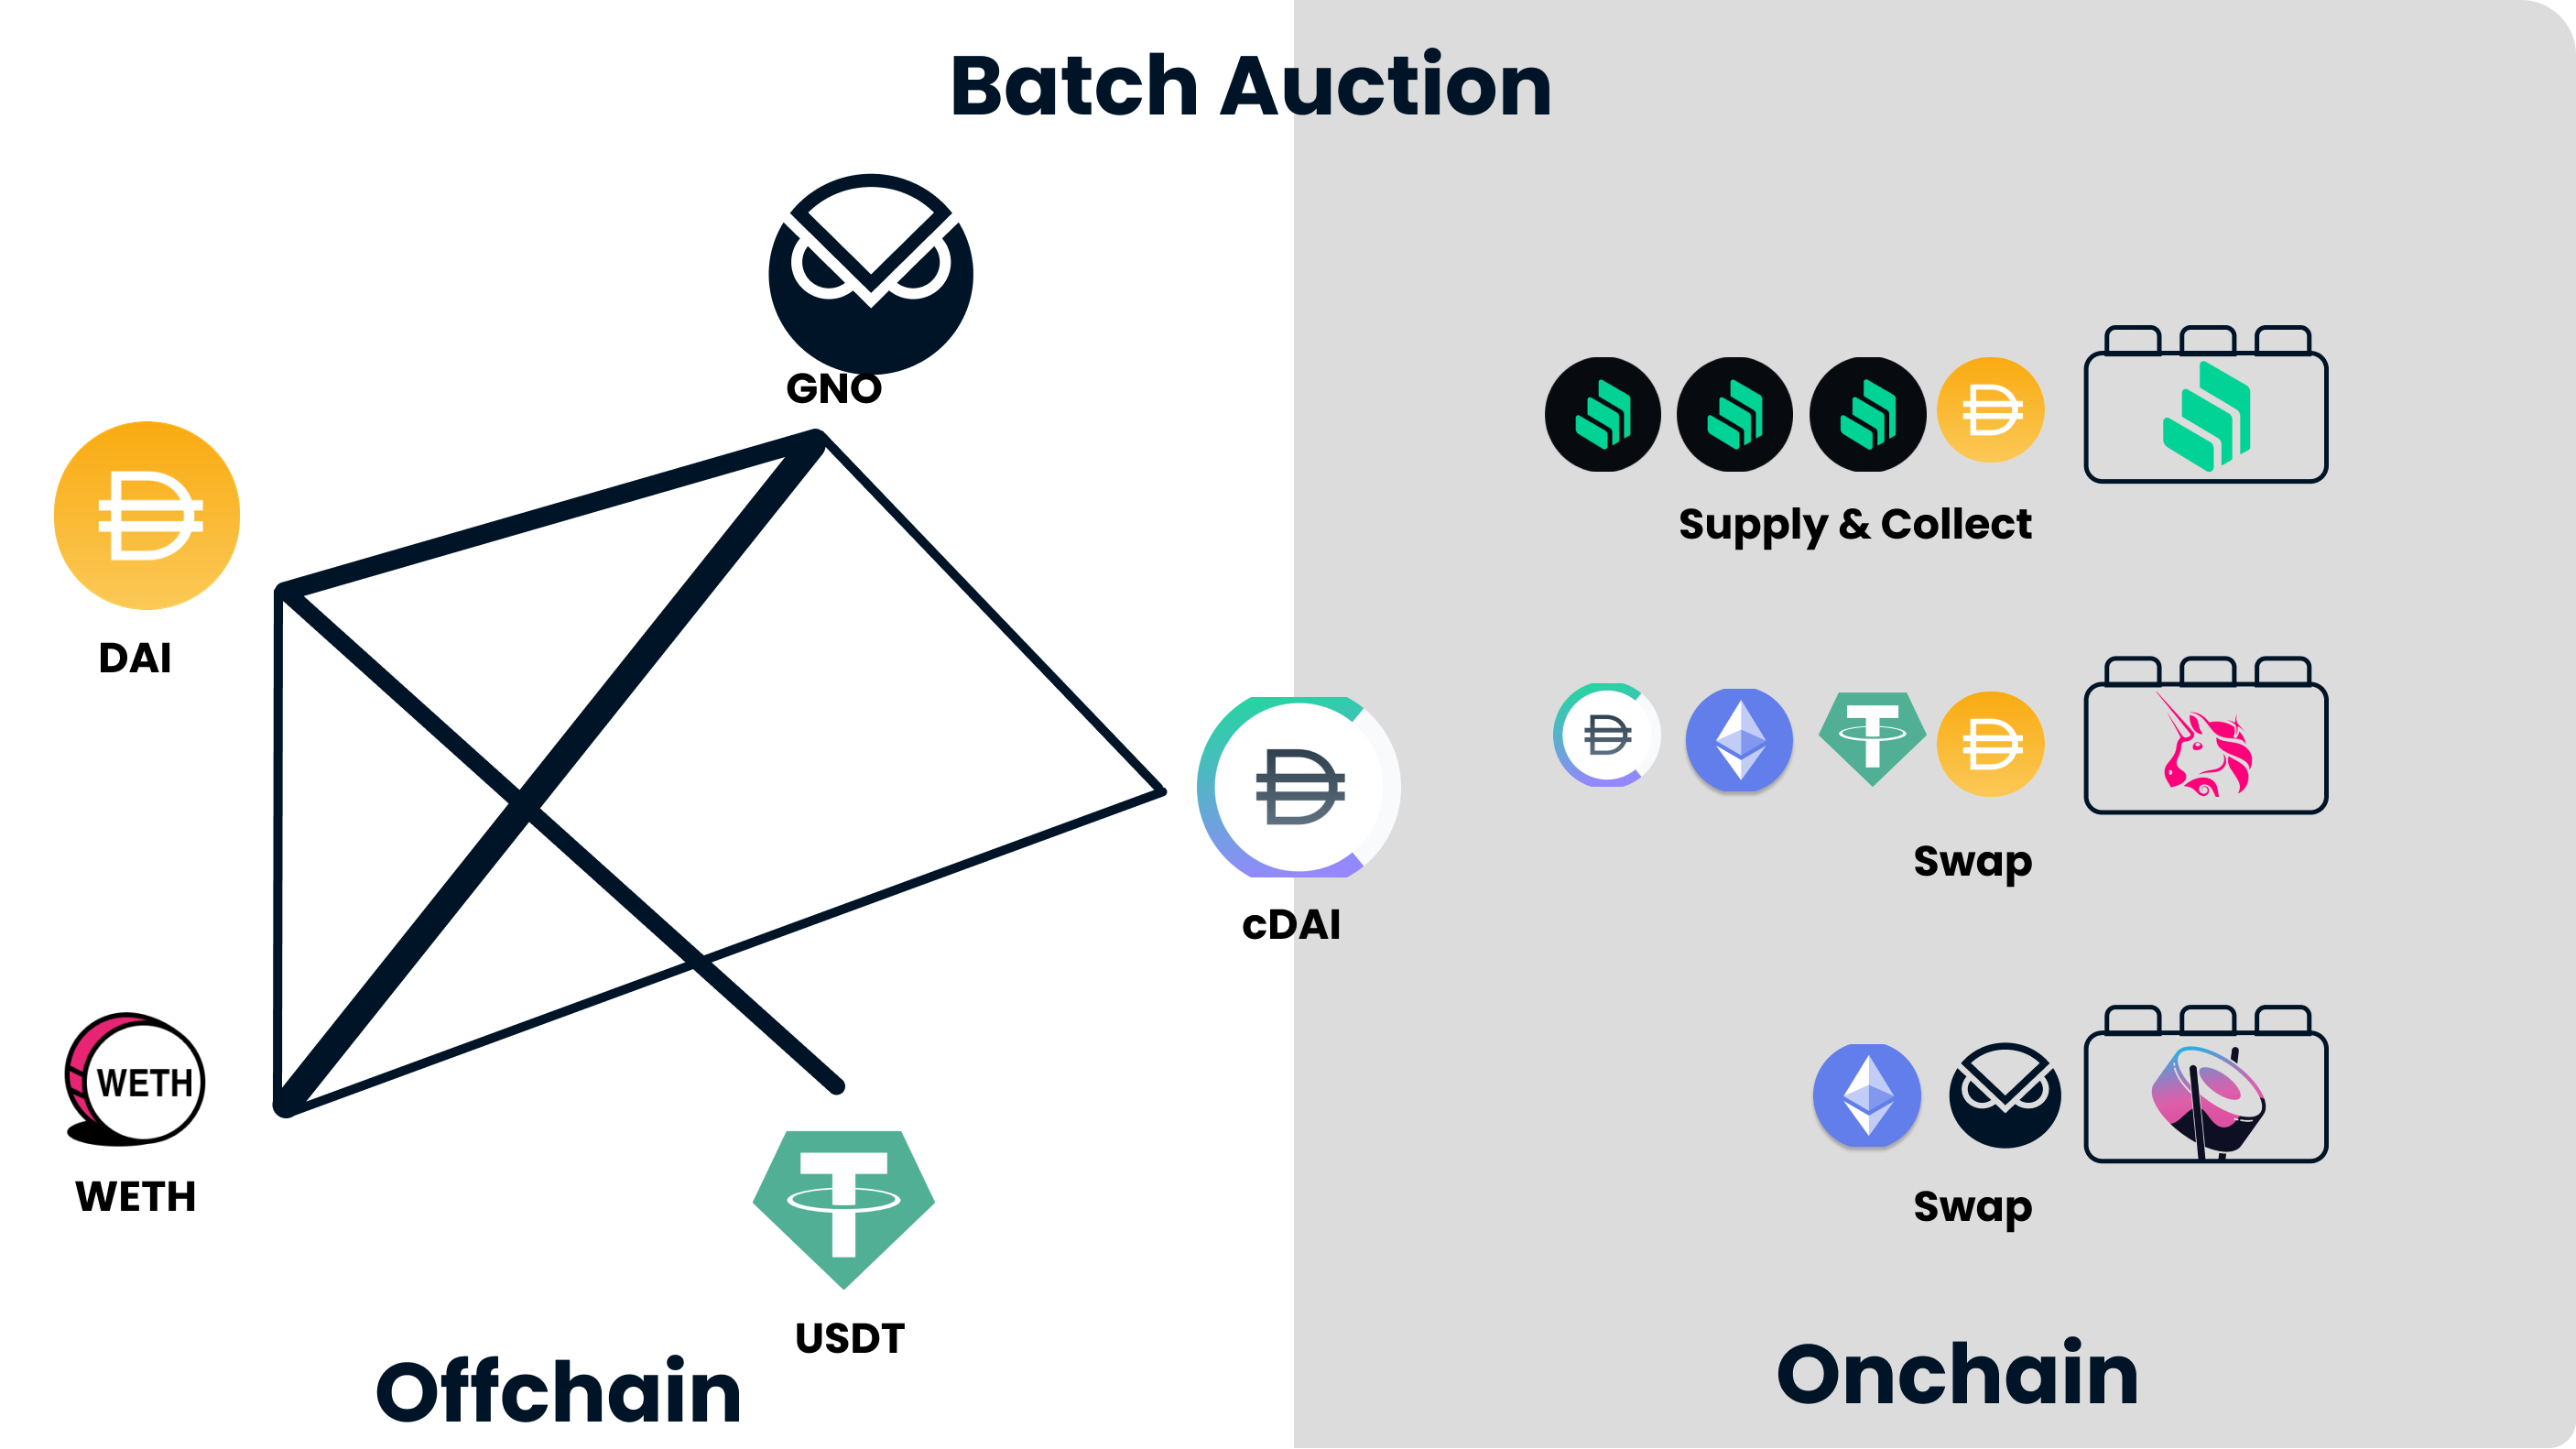 Batch Auction
GNO
DAI
cDAI
WETH
WETH
USDT
Offchain
Supply & Collect
Swap
Swap
Onchain